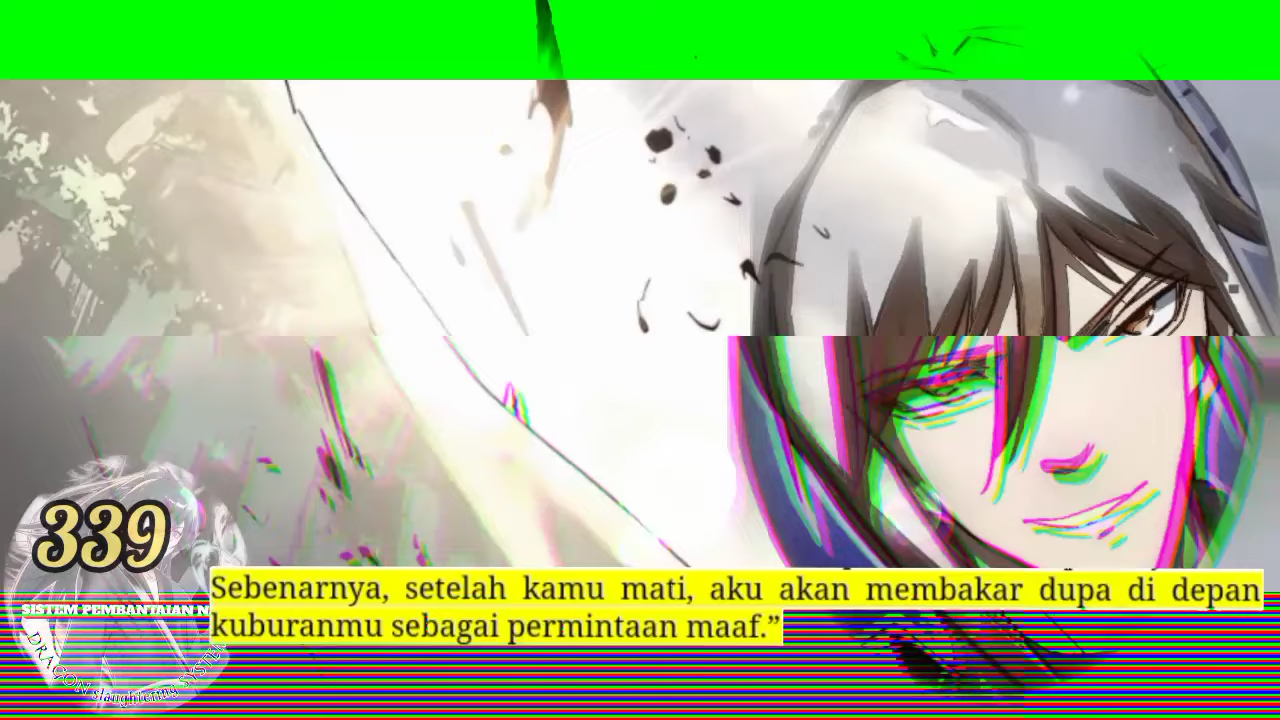 339
SISTEM PEMBANTAIAN N
DRAGON slaughtering SYSTEM
Sebenarnya, setelah kamu mati, aku akan membakar dupa di depan
kuburanmu sebagai permintaan maaf.”